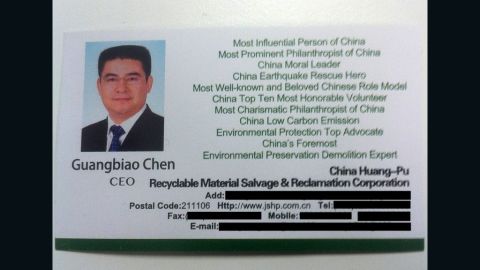 Most Influential Person of China
Most Prominent Philanthropist of China
China Moral Leader
China Earthquake Rescue Hero
Most Well-known and Beloved Chinese Role Model
China Top Ten Most Honorable Volunteer
Most Charismatic Philanthropist of China
China Low Carbon Emission
Environmental Protection Top Advocate
China's Foremost
Environmental Preservation Demolition Expert
Guangbiao Chen
CEO
China Huang-Pu
Recyclable Material Salvage & Reclamation Corporation
Add:
Postal Code:211106 Http://www.jshp.com.cn Tel:
Fax: Mobile:
E-mail: